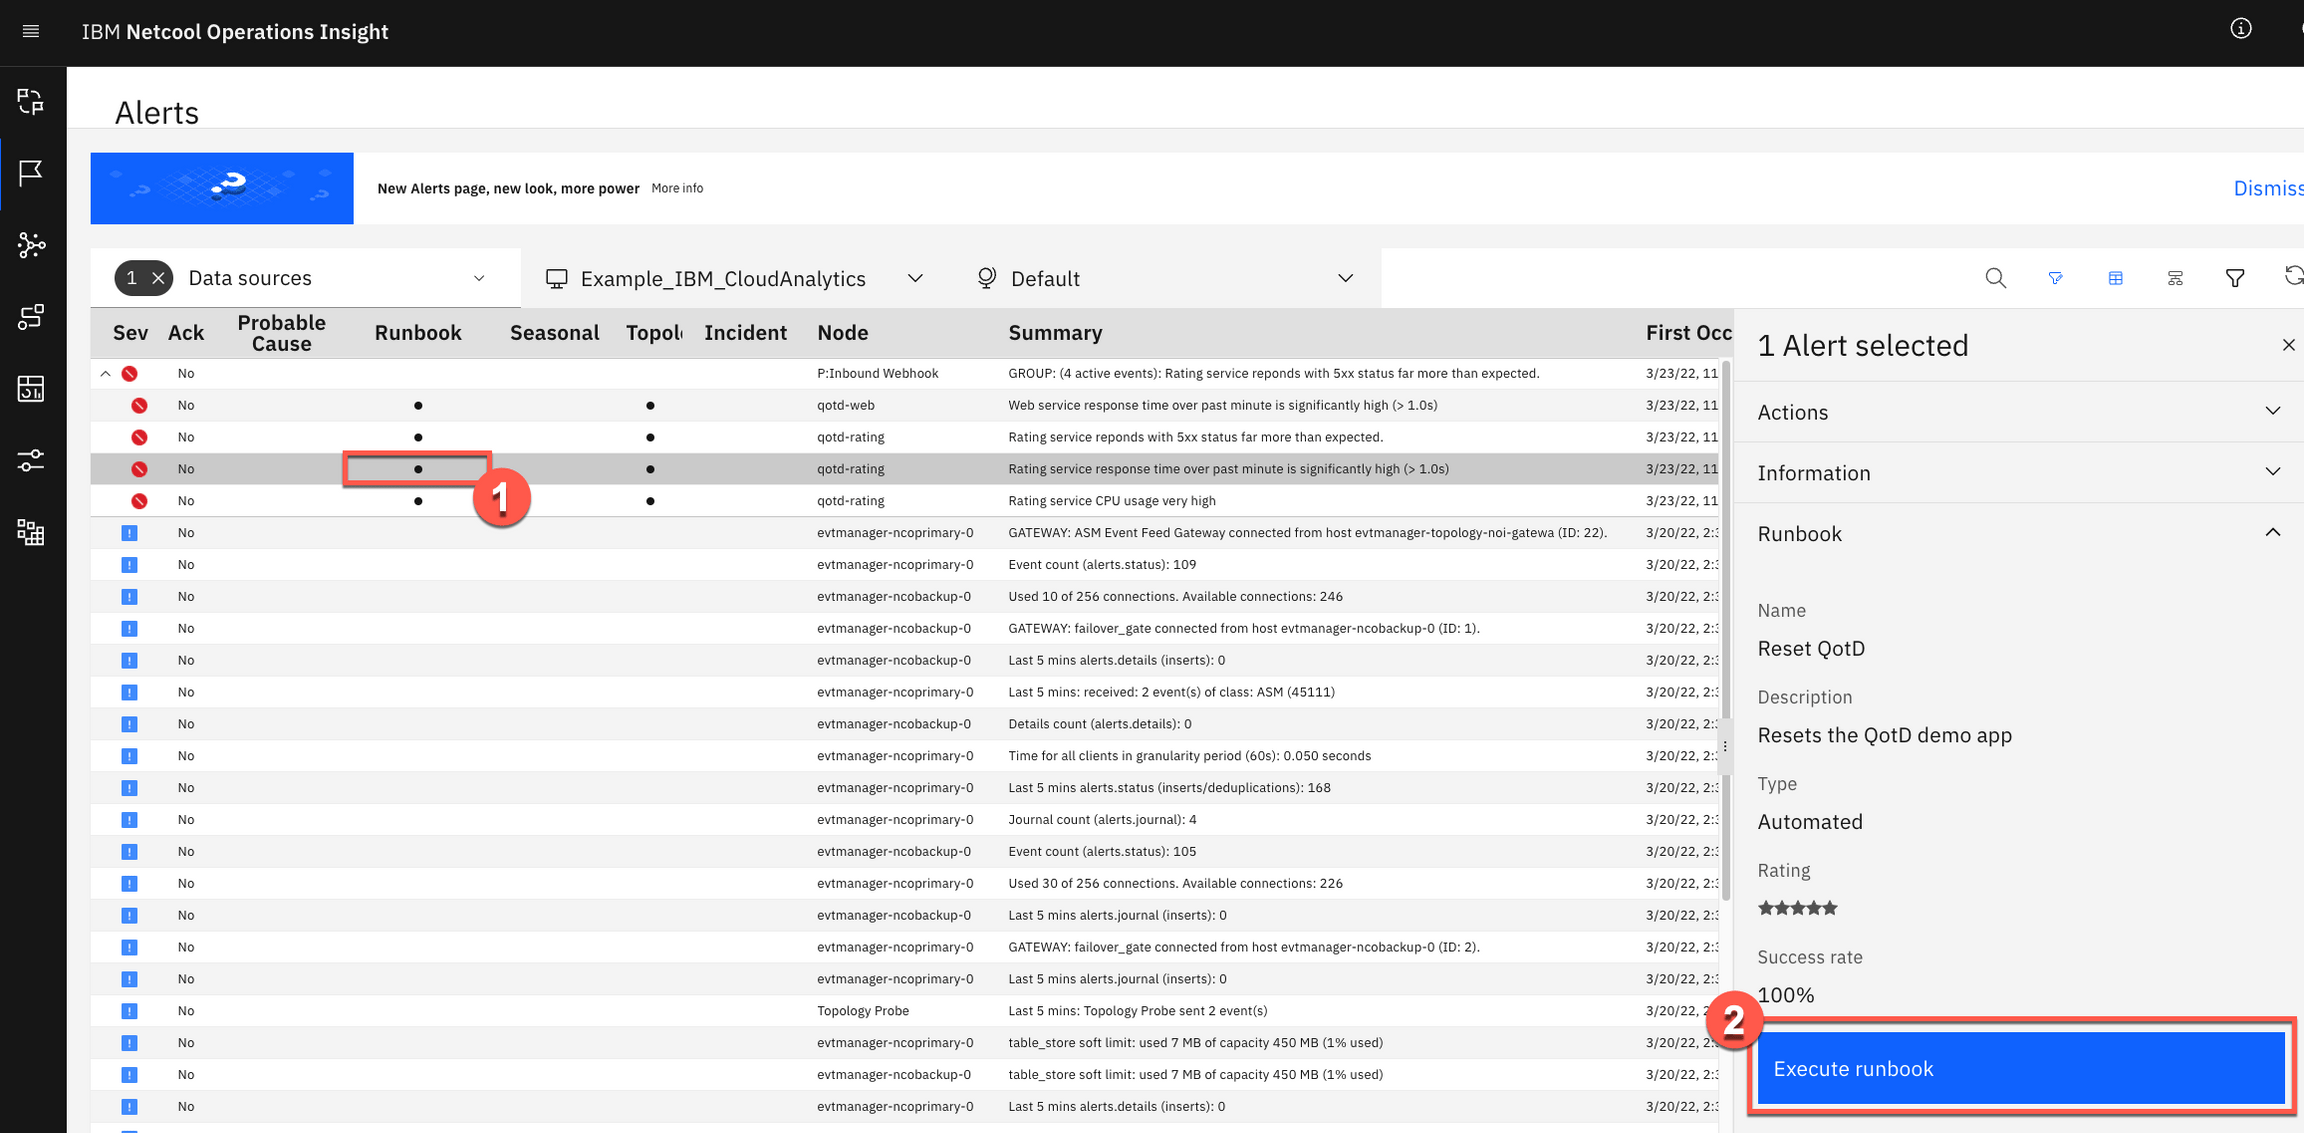 IBM Netcool Operations Insight
Alerts
New Alerts page, new look, more power More info
Dismiss
1 Data sources
Example_IBM_CloudAnalytics
Default
Sev Ack Probable Cause Runbook Seasonal Topol Incident Node Summary First Occ
No P:Inbound Webhook GROUP: (4 active events): Rating service reponds with 5xx status far more than expected. 3/23/22, 11
No qotd-web Web service response time over past minute is significantly high (> 1.0s) 3/23/22, 11
No qotd-rating Rating service reponds with 5xx status far more than expected. 3/23/22, 11
No qotd-rating Rating service response time over past minute is significantly high (> 1.0s) 3/23/22, 11
1
No qotd-rating Rating service CPU usage very high 3/23/22, 11
No evtmanager-ncoprimary-0 GATEWAY: ASM Event Feed Gateway connected from host evtmanager-topology-noi-gatewa (ID: 22). 3/20/22, 2:3
No evtmanager-ncoprimary-0 Event count (alerts.status): 109 3/20/22, 2:3
No evtmanager-ncobackup-0 Used 10 of 256 connections. Available connections: 246 3/20/22, 2:3
No evtmanager-ncobackup-0 GATEWAY: failover_gate connected from host evtmanager-ncobackup-0 (ID: 1). 3/20/22, 2:3
No evtmanager-ncobackup-0 Last 5 mins alerts.details (inserts): 0 3/20/22, 2:3
No evtmanager-ncoprimary-0 Last 5 mins: received: 2 event(s) of class: ASM (45111) 3/20/22, 2:3
No evtmanager-ncobackup-0 Details count (alerts.details): 0 3/20/22, 2:3
No evtmanager-ncoprimary-0 Time for all clients in granularity period (60s): 0.050 seconds 3/20/22, 2:3
No evtmanager-ncoprimary-0 Last 5 mins alerts.status (inserts/deduplications): 168 3/20/22, 2:3
No evtmanager-ncoprimary-0 Journal count (alerts.journal): 4 3/20/22, 2:3
No evtmanager-ncobackup-0 Event count (alerts.status): 105 3/20/22, 2:3
No evtmanager-ncoprimary-0 Used 30 of 256 connections. Available connections: 226 3/20/22, 2:3
No evtmanager-ncobackup-0 Last 5 mins alerts.journal (inserts): 0 3/20/22, 2:3
No evtmanager-ncoprimary-0 GATEWAY: failover_gate connected from host evtmanager-ncobackup-0 (ID: 2). 3/20/22, 2:3
No evtmanager-ncoprimary-0 Last 5 mins alerts.journal (inserts): 0 3/20/22, 2:3
No Topology Probe Last 5 mins: Topology Probe sent 2 event(s) 3/20/22, 2
No evtmanager-ncoprimary-0 table_store soft limit: used 7 MB of capacity 450 MB (1% used) 3/20/22, 2:
No evtmanager-ncobackup-0 table_store soft limit: used 7 MB of capacity 450 MB (1% used) 3/20/22, 2:3
No evtmanager-ncoprimary-0 Last 5 mins alerts.details (inserts): 0 3/20/22, 2:3
1 Alert selected
Actions
Information
Runbook
Name
Reset QotD
Description
Resets the QotD demo app
Type
Automated
Rating
Success rate
100%
2
Execute runbook